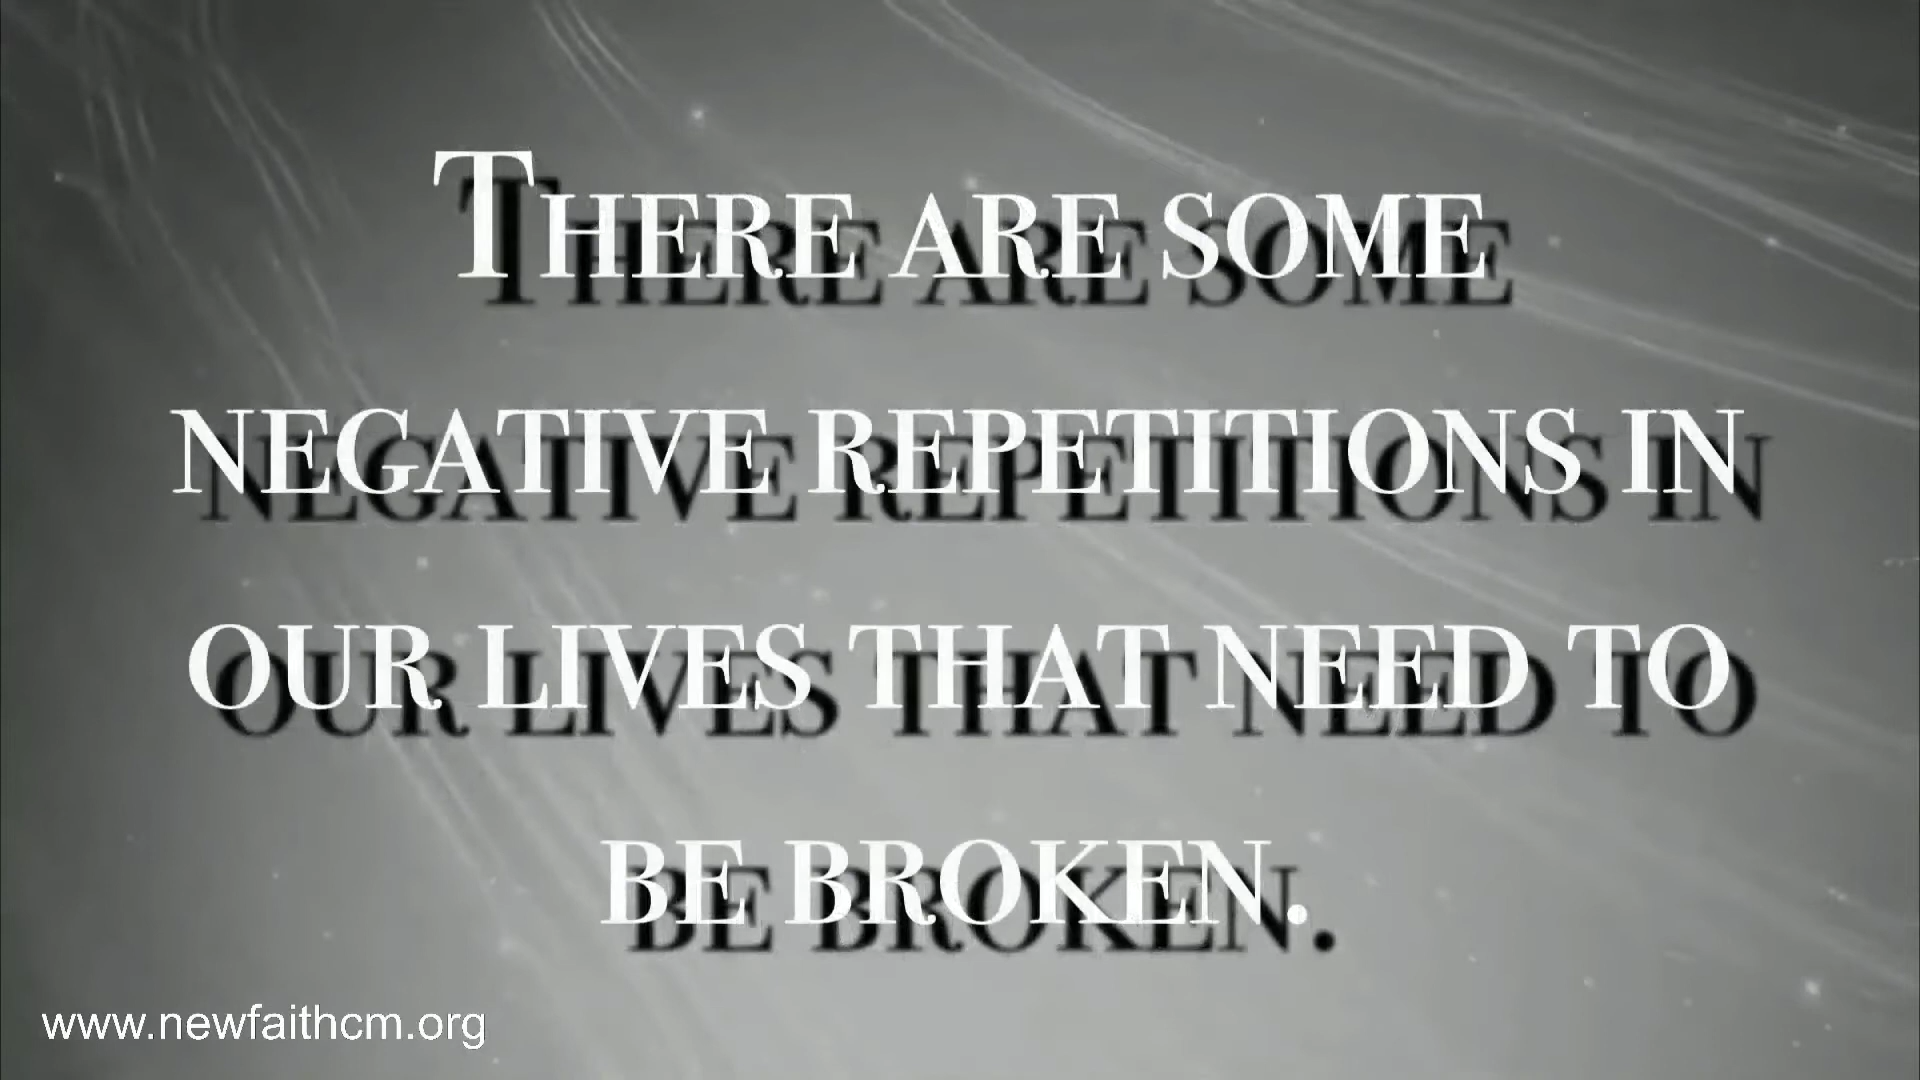 There are some
negative repetitions in
our lives that need to
be broken.
www.newfaithcm.org